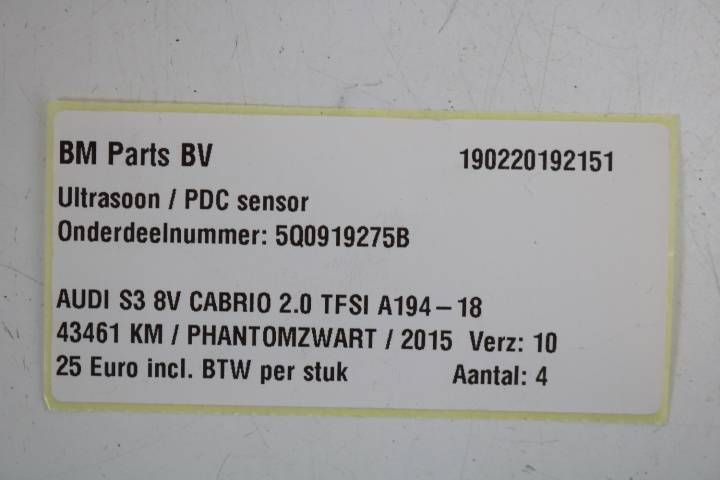 BM Parts BV 190220192151
Ultrasoon / PDC sensor
Onderdeelnummer: 5Q0919275B
AUDI S3 8V CABRIO 2.0 TFSI A194-18
43461 KM / PHANTOMZWART / 2015 Verz: 10
25 Euro incl. BTW per stuk Aantal: 4